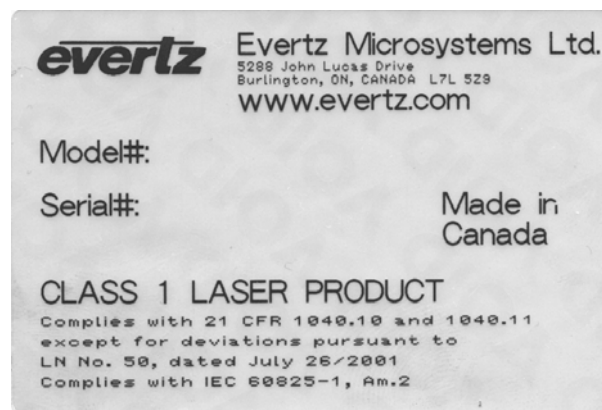 evertz
Evertz Microsystems Ltd.
5288 John Lucas Drive
Burlington, ON, CANADA L7L 5Z9
www.evertz.com
Model#:
Serial#:
Made in
Canada
CLASS 1 LASER PRODUCT
Complies with 21 CFR 1040.10 and 1040.11
except for deviations pursuant to
LN No. 50, dated July 26/2001
Complies with IEC 60825-1, Am.2